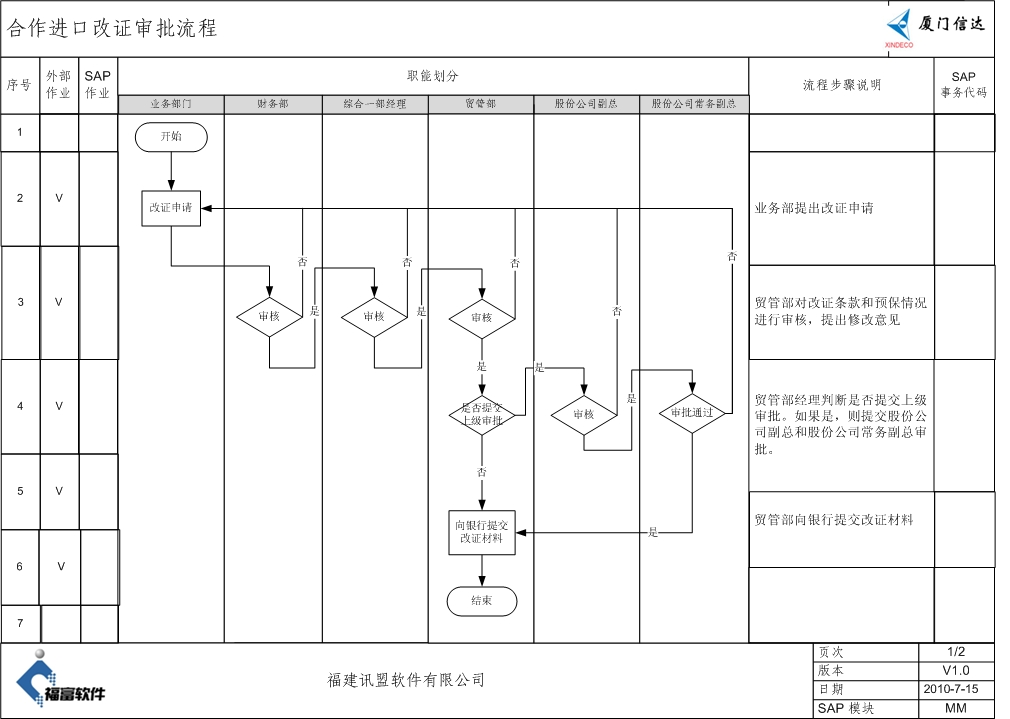 合作进口改证审批流程
厦门信达
XINDECO
序号
外部
作业
SAP
作业
职能划分
流程步骤说明
SAP
事务代码
业务部门
财务部
综合一部经理
贸管部
股份公司副总
股份公司常务副总
1
开始
2
V
改证申请
业务部提出改证申请
否
否
否
否
否
3
V
审核
是
审核
是
审核
贸管部对改证条款和预保情况
进行审核，提出修改意见
是
是
4
V
是否提交
上级审批
审核
是
审批通过
贸管部经理判断是否提交上级
审批。如果是，则提交股份公
司副总和股份公司常务副总审
批。
否
5
V
向银行提交
改证材料
是
贸管部向银行提交改证材料
6
V
结束
7
福富软件
福建讯盟软件有限公司
页次
1/2
版本
V1.0
日期
2010-7-15
SAP 模块
MM